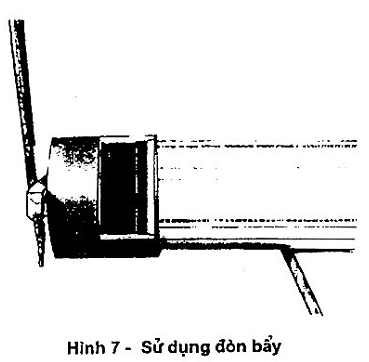 Hình 7 - Sử dụng đòn bẩy